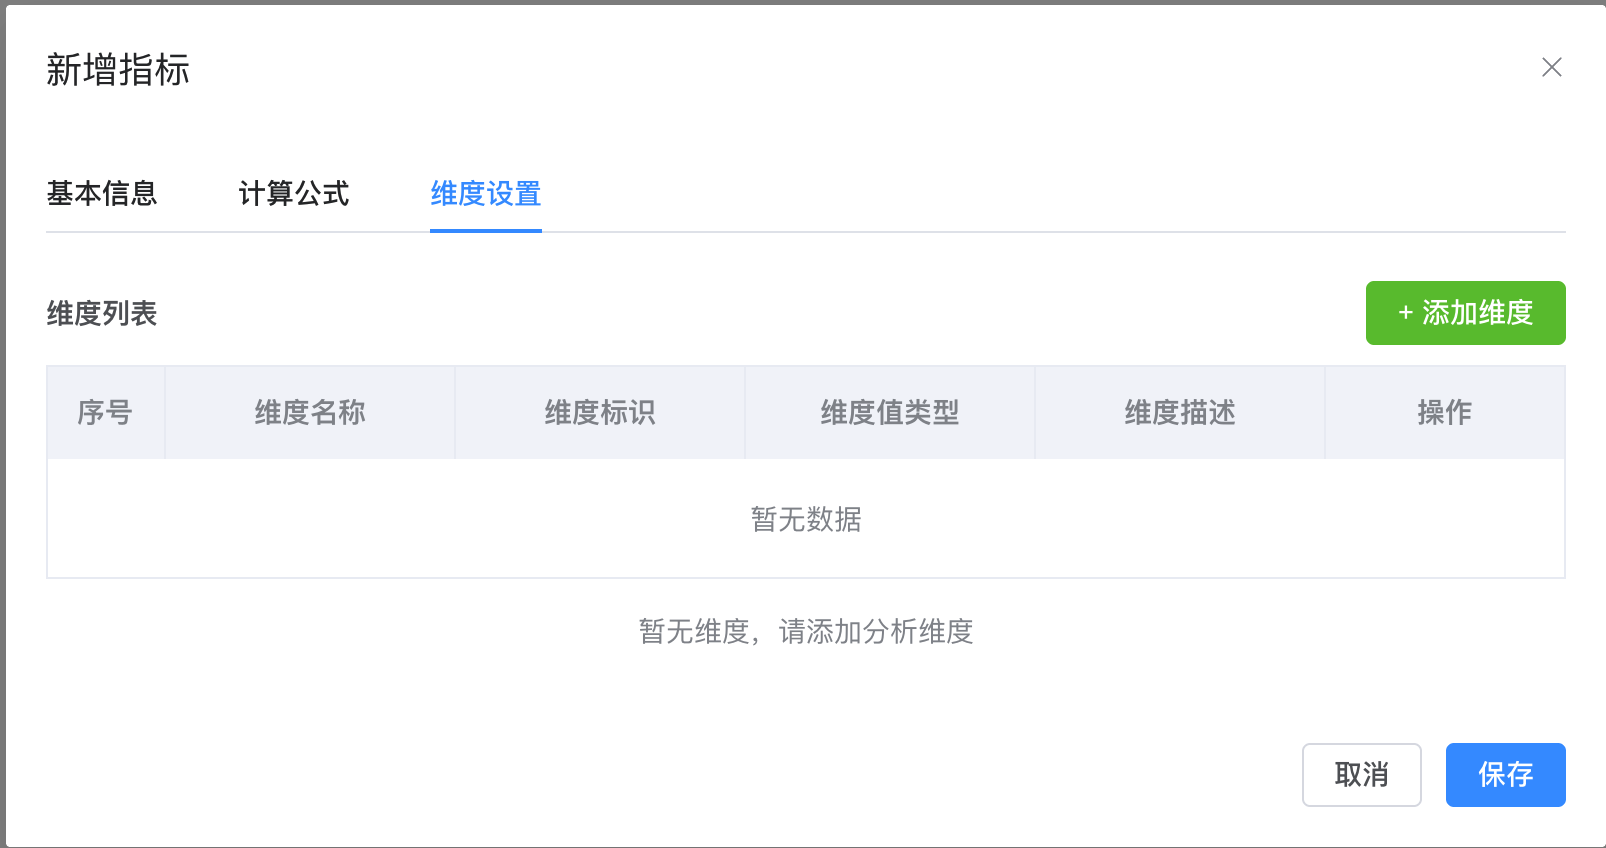 新增指标
基本信息 计算公式 维度设置
维度列表 + 添加维度
序号 维度名称 维度标识 维度值类型 维度描述 操作
暂无数据
暂无维度，请添加分析维度
取消 保存